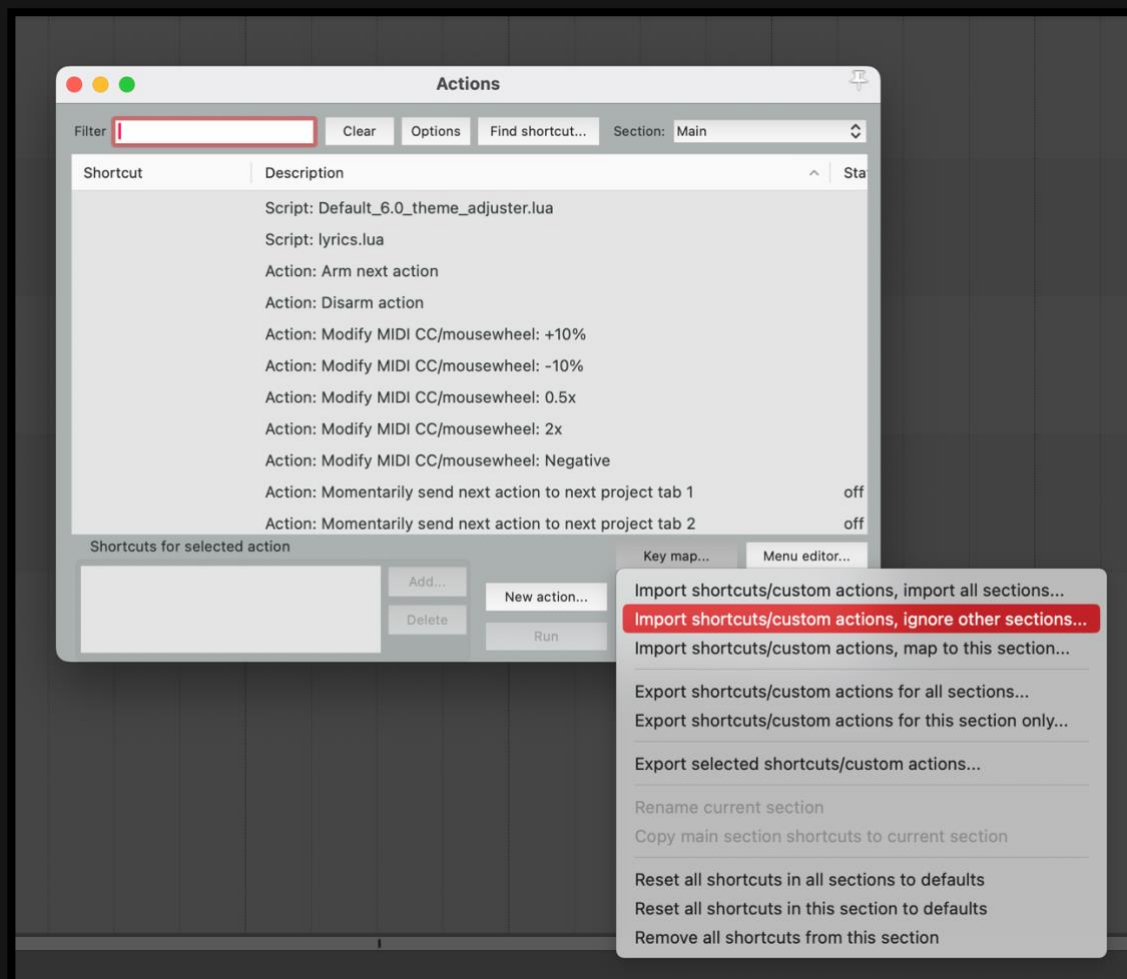 Actions
Filter Clear Options Find shortcut... Section: Main
Shortcut Description Sta
Script: Default_6.0_theme_adjuster.lua
Script: lyrics.lua
Action: Arm next action
Action: Disarm action
Action: Modify MIDI CC/mousewheel: +10%
Action: Modify MIDI CC/mousewheel: -10%
Action: Modify MIDI CC/mousewheel: 0.5x
Action: Modify MIDI CC/mousewheel: 2x
Action: Modify MIDI CC/mousewheel: Negative
Action: Momentarily send next action to next project tab 1 off
Action: Momentarily send next action to next project tab 2 off
Shortcuts for selected action
Key map... Menu editor...
Add...
Delete
New action...
Run
Import shortcuts/custom actions, import all sections...
Import shortcuts/custom actions, ignore other sections...
Import shortcuts/custom actions, map to this section...
Export shortcuts/custom actions for all sections...
Export shortcuts/custom actions for this section only...
Export selected shortcuts/custom actions...
Rename current section
Copy main section shortcuts to current section
Reset all shortcuts in all sections to defaults
Reset all shortcuts in this section to defaults
Remove all shortcuts from this section